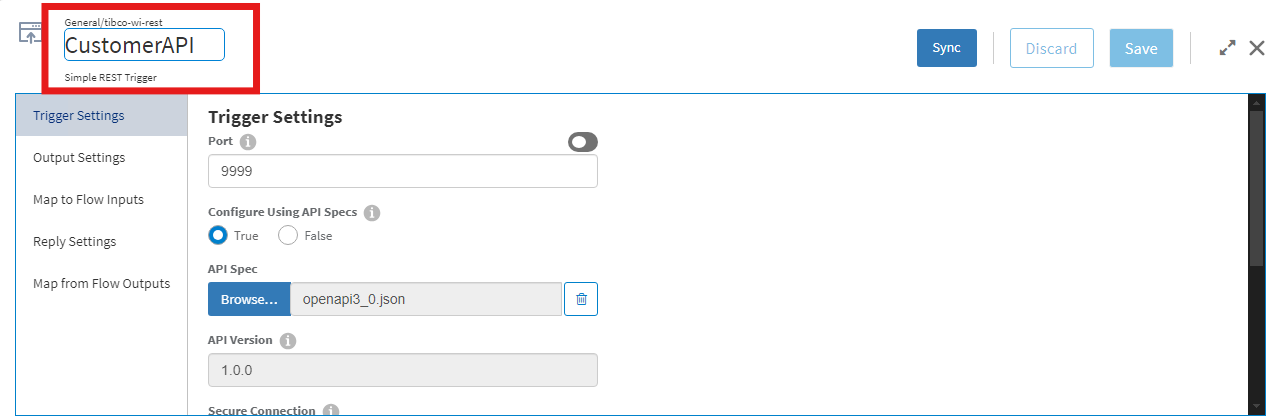 General/tibco-wi-rest
CustomerAPI
Simple REST Trigger
Sync
Discard
Save
Trigger Settings
Output Settings
Map to Flow Inputs
Reply Settings
Map from Flow Outputs
Trigger Settings
Port
9999
Configure Using API Specs
True False
API Spec
Browse... openapi3_0.json
API Version
1.0.0
Secure Connection